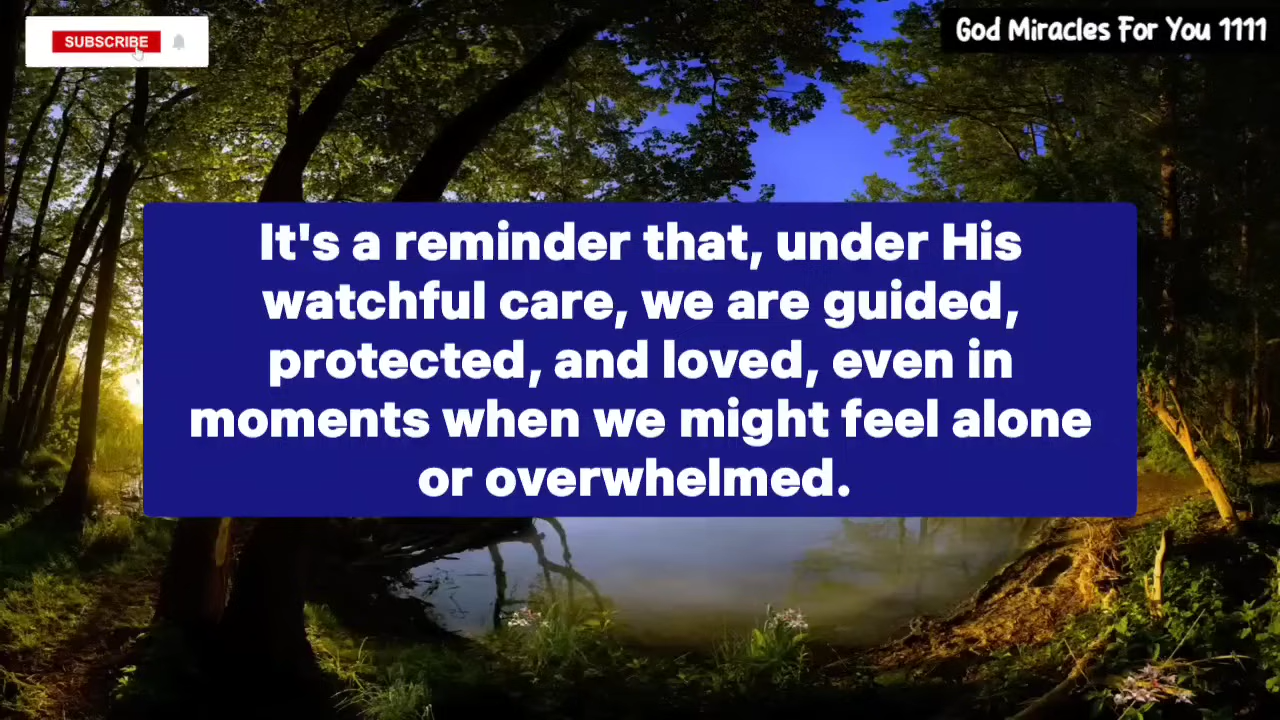 SUBSCRIBE
God Miracles For You 1111
It's a reminder that, under His
watchful care, we are guided,
protected, and loved, even in
moments when we might feel alone
or overwhelmed.